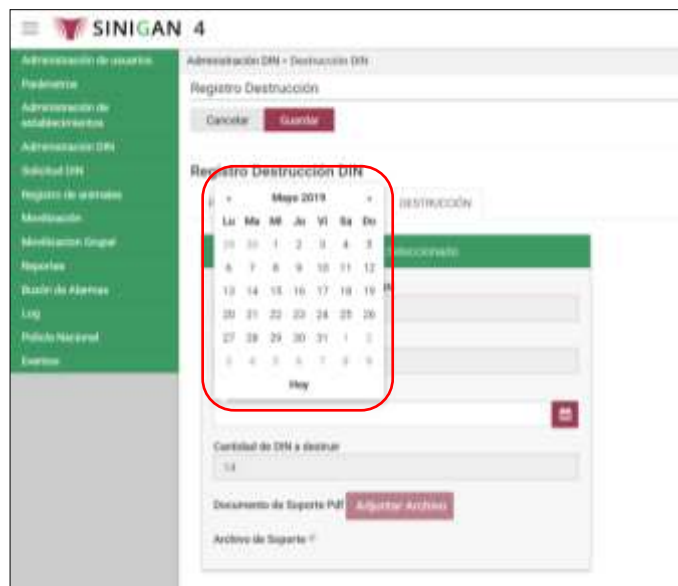 SINIGAN 4
Administración de usuarios
Parámetros
Administración de
establecimientos
Administración DIN
Solicitud DIN
Registro de animales
Movilización
Movilizacion Grupal
Reportes
Buzón de Alarmas
Log
Policía Nacional
Eventos
Administración DIN > Destrucción DIN
Registro Destrucción
Cancelar Guardar
Registro Destrucción DIN
DESTRUCCIÓN
« Mayo 2019 »
Lu Ma Mi Ju Vi Sa Do
29 30 1 2 3 4 5
6 7 8 9 10 11 12
13 14 15 16 17 18 19
20 21 22 23 24 25 26
27 28 29 30 31 1 2
3 4 5 6 7 8 9
Hoy
Cantidad de DIN a destruir
14
Documento de Soporte Pdf Adjuntar Archivo
Archivo de Soporte